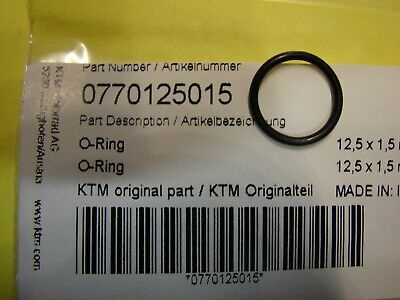 Part Number / Artikelnummer
0770125015
Part Description / Artikelbezeichnung
O-Ring 12,5 x 1,5
O-Ring 12,5 x 1,5
KTM original part / KTM Originalteil MADE IN:
*0770125015*
AG
www.ktm.com